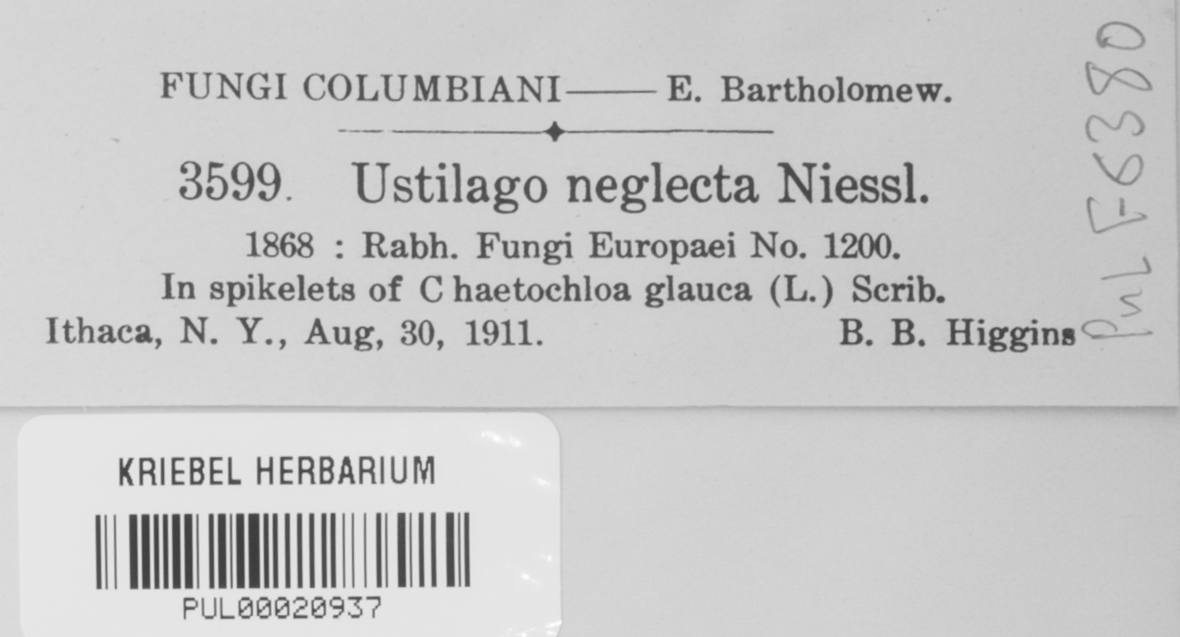 FUNGI COLUMBIANI—— E. Bartholomew.
3599. Ustilago neglecta Niessl.
1868 : Rabh. Fungi Europaei No. 1200.
In spikelets of C haetochloa glauca (L.) Scrib.
Ithaca, N. Y., Aug, 30, 1911. B. B. Higgins
PUL F6380
KRIEBEL HERBARIUM
PUL00020937